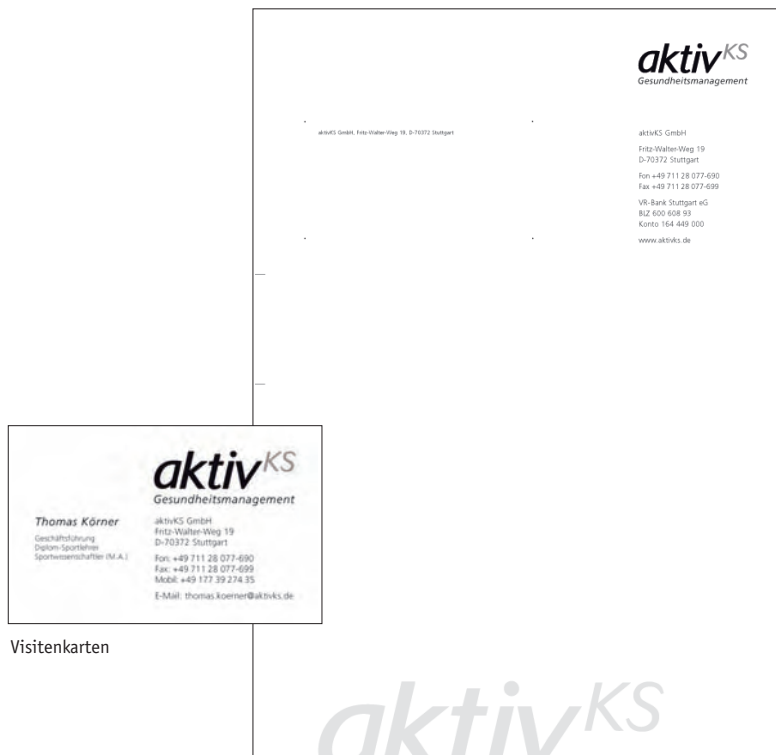 aktivKS
Gesundheitsmanagement
aktivKS GmbH, Fritz-Walter-Weg 19, D-70372 Stuttgart
aktivKS GmbH
Fritz-Walter-Weg 19
D-70372 Stuttgart
Fon +49 711 28 077-690
Fax +49 711 28 077-699
VR-Bank Stuttgart eG
BLZ 600 608 93
Konto 164 449 000
www.aktivks.de
aktivKS
Gesundheitsmanagement
Thomas Körner
Geschäftsführung
Diplom-Sportlehrer
Sportwissenschaftler (M.A.)
aktivKS GmbH
Fritz-Walter-Weg 19
D-70372 Stuttgart
Fon: +49 711 28 077-690
Fax: +49 711 28 077-699
Mobil: +49 177 39 274 35
E-Mail: thomas.koerner@aktivks.de
Visitenkarten
aktivKS